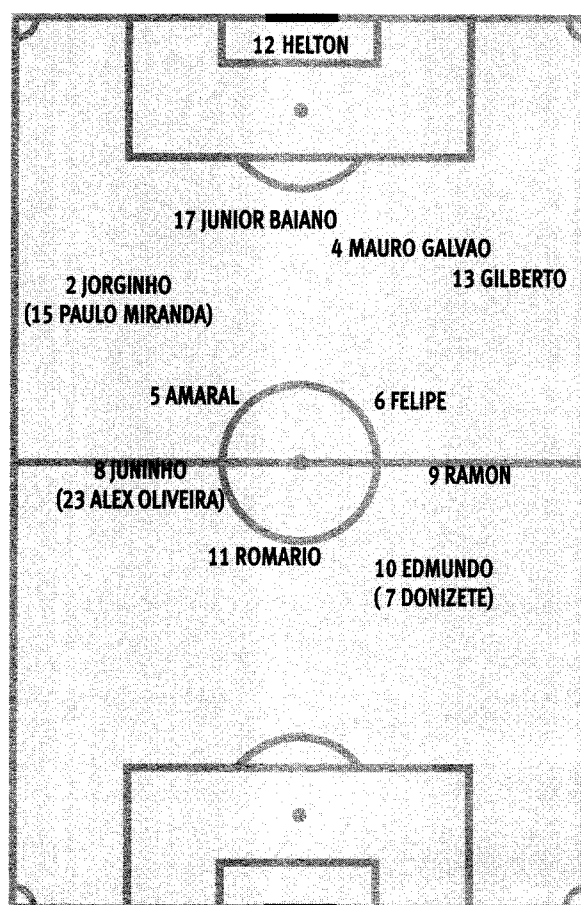 12 HELTON
17 JUNIOR BAIANO
4 MAURO GALVAO
13 GILBERTO
2 JORGINHO
(15 PAULO MIRANDA)
5 AMARAL
6 FELIPE
8 JUNINHO
(23 ALEX OLIVEIRA)
9 RAMON
11 ROMARIO
10 EDMUNDO
( 7 DONIZETE)